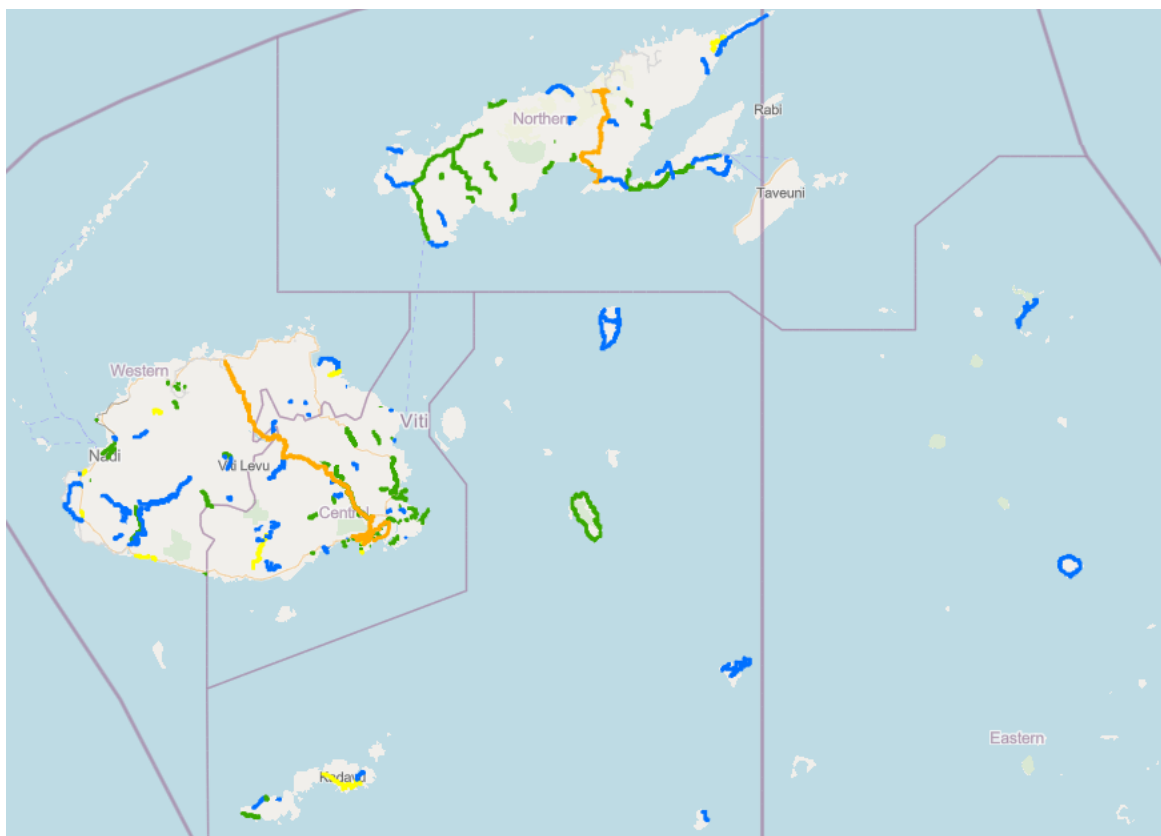 Rabi
Northern
Taveuni
Western
Viti
Nadi
Viti Levu
Central
Eastern
Kadavu